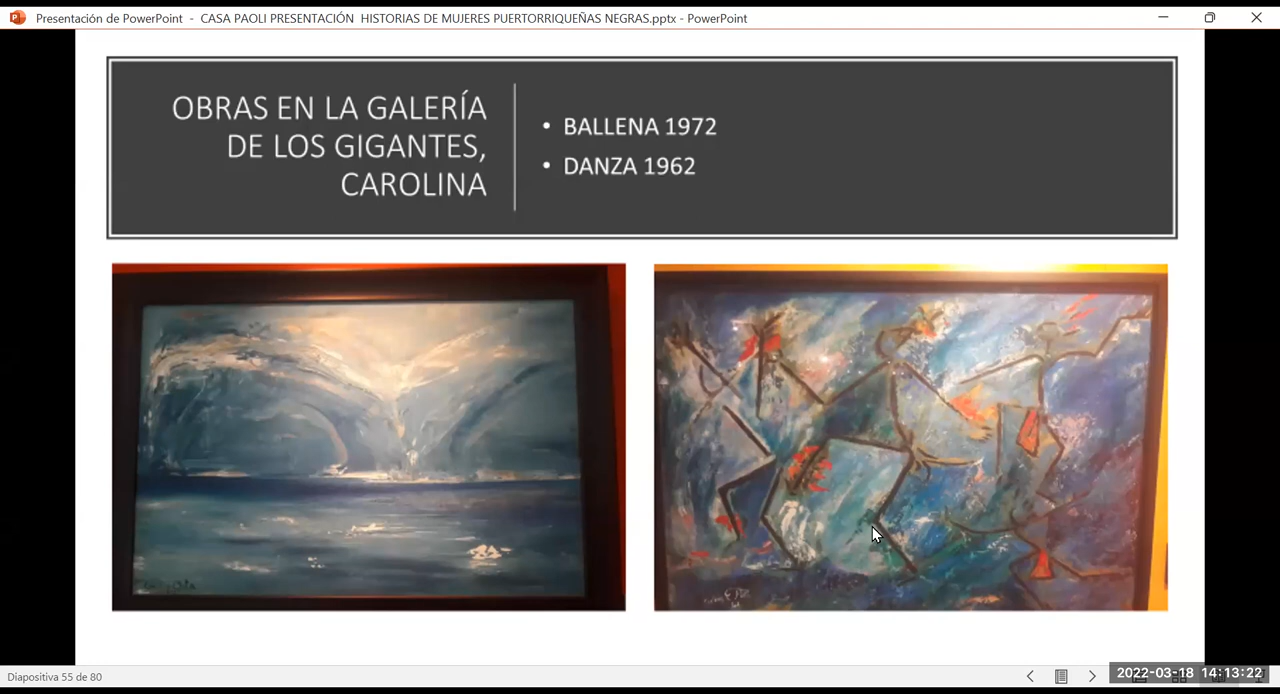 Presentación de PowerPoint - CASA PAOLI PRESENTACIÓN HISTORIAS DE MUJERES PUERTORRIQUEÑAS NEGRAS.pptx - PowerPoint
OBRAS EN LA GALERÍA
DE LOS GIGANTES,
CAROLINA
• BALLENA 1972
• DANZA 1962
Diapositiva 55 de 80
2022-03-18 14:13:22